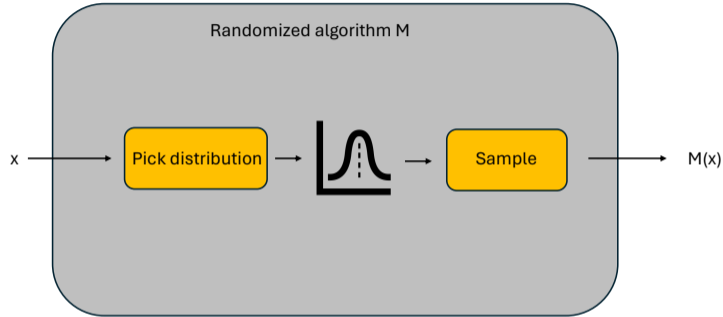 Randomized algorithm M
x
Pick distribution
Sample
M(x)